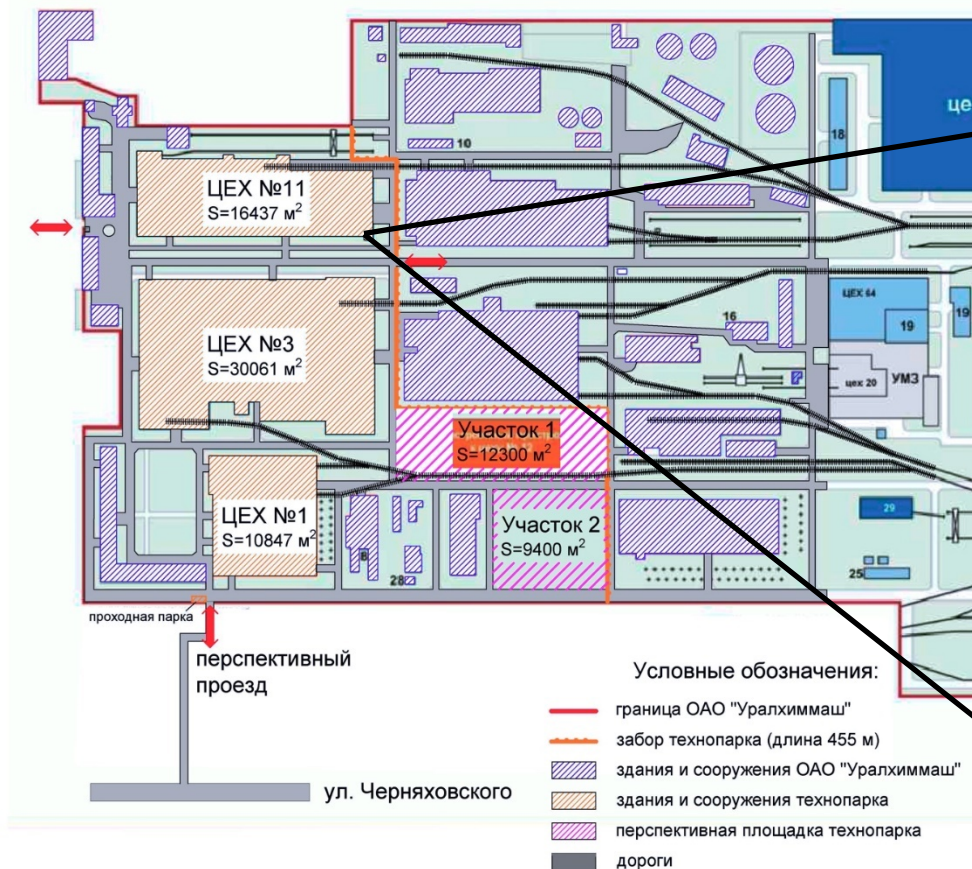 це
18
10
ЦЕХ №11
S=16437 м²
ЦЕХ 64
19
19
16
ЦЕХ №3
S=30061 м²
цех 20
УМЗ
Участок 1
S=12300 м²
ЦЕХ №1
S=10847 м²
Участок 2
S=9400 м²
29
В
28
25
проходная парка
перспективный
проезд
Условные обозначения:
граница ОАО "Уралхиммаш"
забор технопарка (длина 455 м)
здания и сооружения ОАО "Уралхиммаш"
ул. Черняховского
здания и сооружения технопарка
перспективная площадка технопарка
дороги